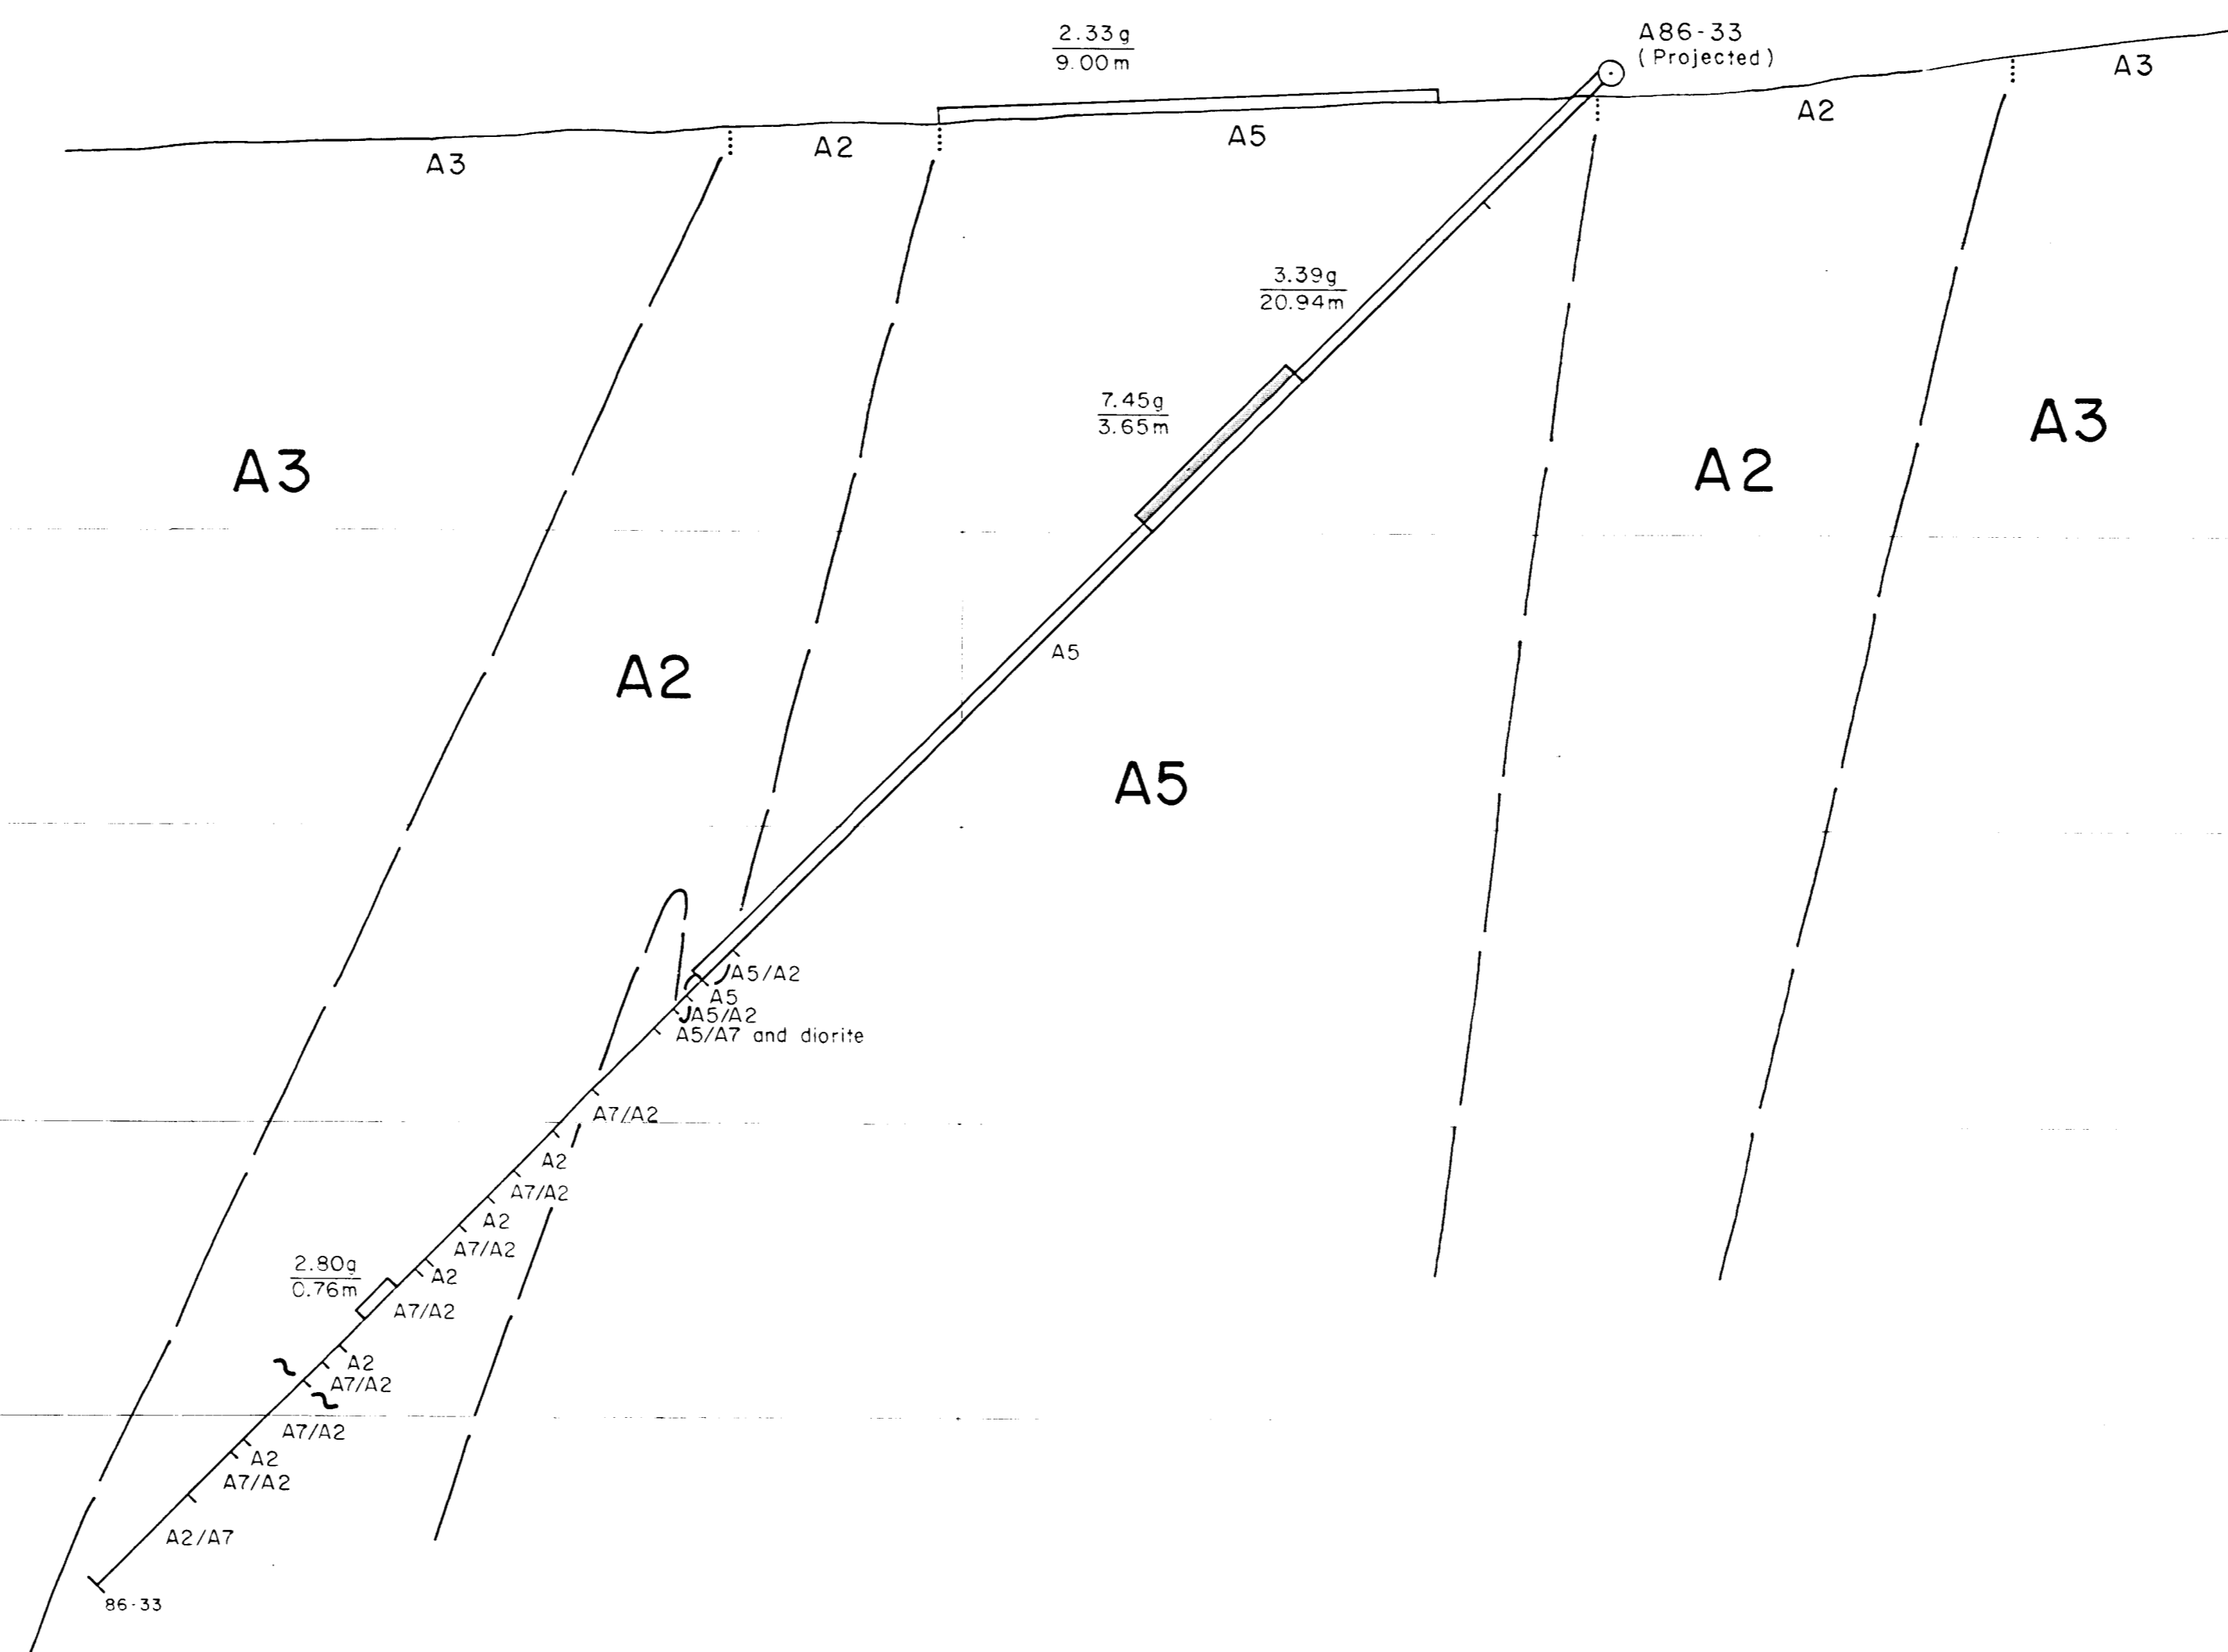 2.33g
9.00m
A86-33
(Projected)
A3
A2
A5
A2
A3
3.39g
20.94m
7.45g
3.65m
A3
A2
A3
A5
A2
A5
A5/A2
A5
A5/A2
A5/A7 and diorite
A7/A2
A2
A7/A2
A2
A7/A2
A2
2.80g
0.76m
A7/A2
A2
A7/A2
A7/A2
A2
A7/A2
A2/A7
86-33